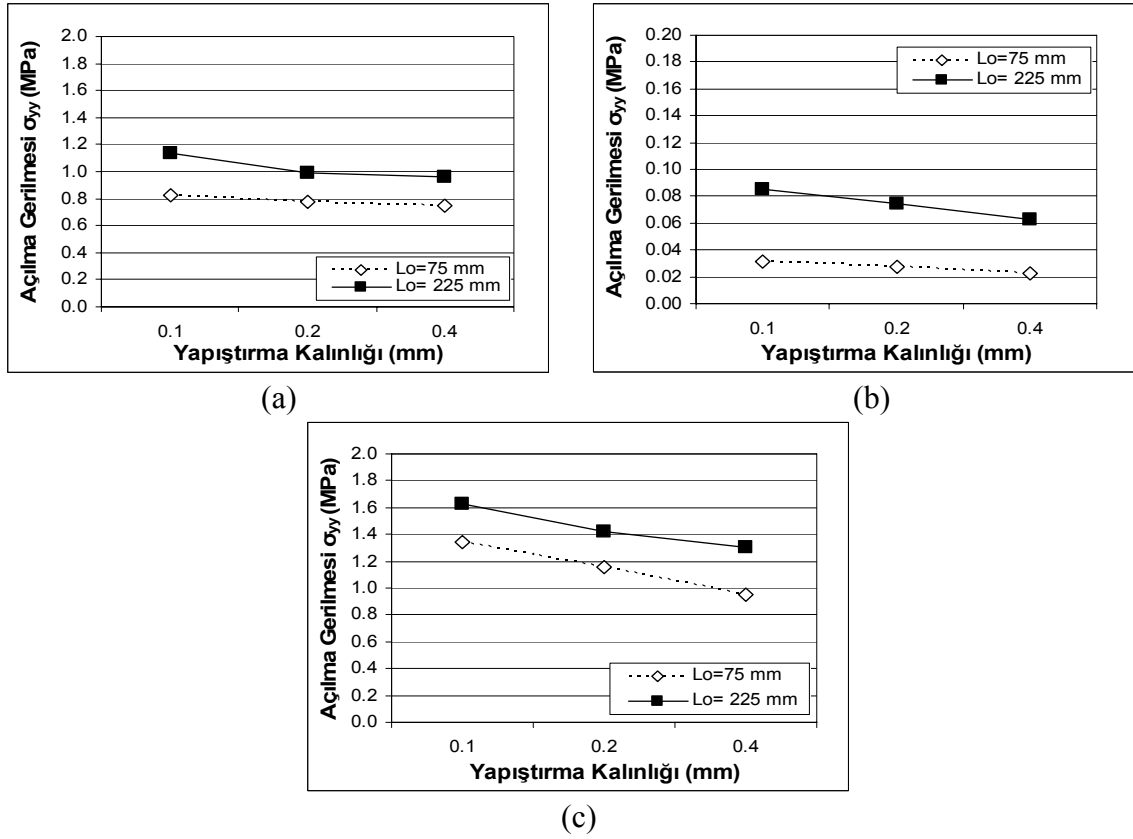 Açılma Gerilmesi σyy (MPa)
2.0
1.8
1.6
1.4
1.2
1.0
0.8
0.6
0.4
0.2
0.0
Lo=75 mm
Lo= 225 mm
0.1 0.2 0.4
Yapıştırma Kalınlığı (mm)
(a)
Açılma Gerilmesi σyy (MPa)
0.20
0.18
0.16
0.14
0.12
0.10
0.08
0.06
0.04
0.02
0.00
Lo=75 mm
Lo= 225 mm
0.1 0.2 0.4
Yapıştırma Kalınlığı (mm)
(b)
Açılma Gerilmesi σyy (MPa)
2.0
1.8
1.6
1.4
1.2
1.0
0.8
0.6
0.4
0.2
0.0
Lo=75 mm
Lo= 225 mm
0.1 0.2 0.4
Yapıştırma Kalınlığı (mm)
(c)